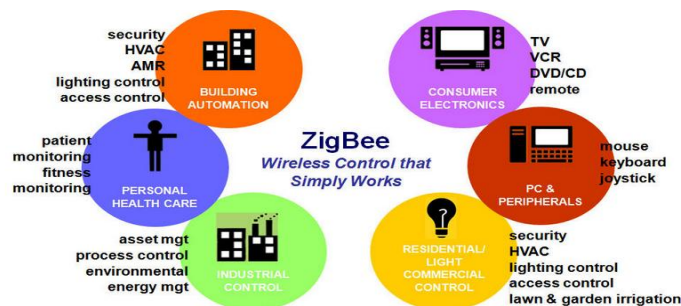 security
HVAC
AMR
lighting control
access control
BUILDING
AUTOMATION
TV
VCR
DVD/CD
remote
CONSUMER
ELECTRONICS
patient
monitoring
fitness
monitoring
PERSONAL
HEALTH CARE
ZigBee
Wireless Control that
Simply Works
mouse
keyboard
joystick
PC &
PERIPHERALS
asset mgt
process control
environmental
energy mgt
INDUSTRIAL
CONTROL
RESIDENTIAL/
LIGHT
COMMERCIAL
CONTROL
security
HVAC
lighting control
access control
lawn & garden irrigation